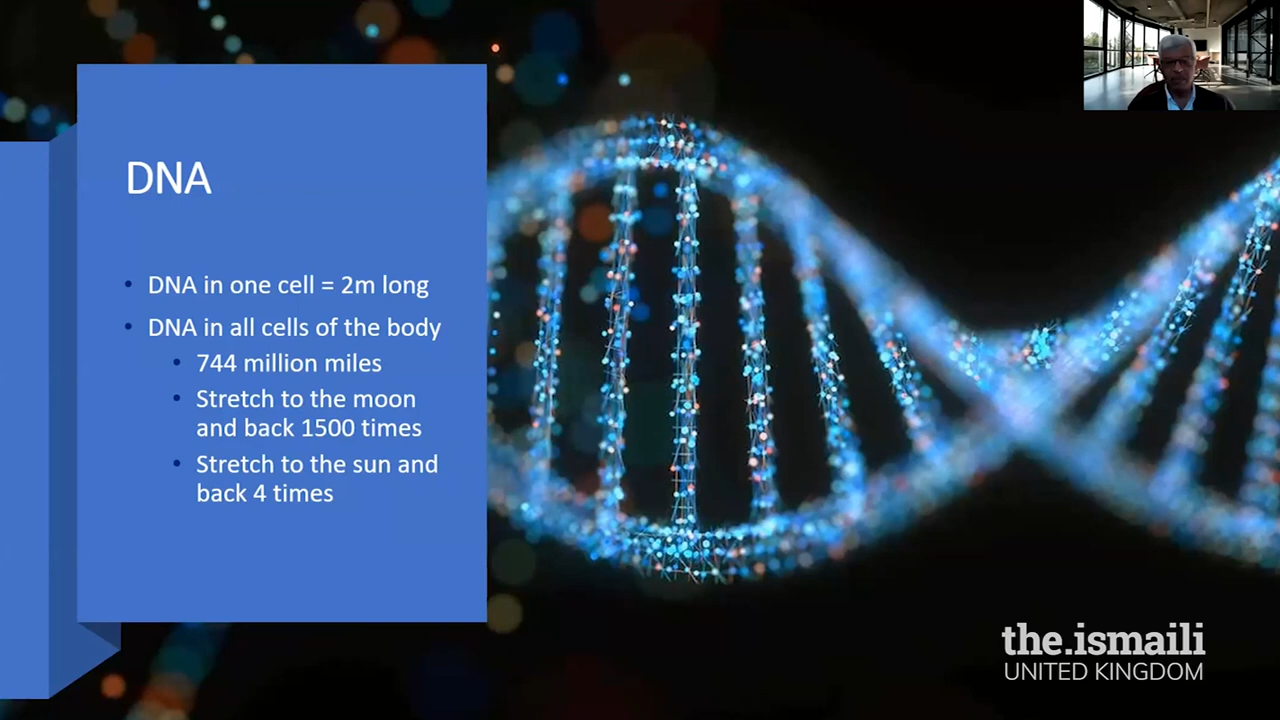 DNA
• DNA in one cell = 2m long
• DNA in all cells of the body
• 744 million miles
• Stretch to the moon
and back 1500 times
• Stretch to the sun and
back 4 times
the.ismaili
UNITED KINGDOM